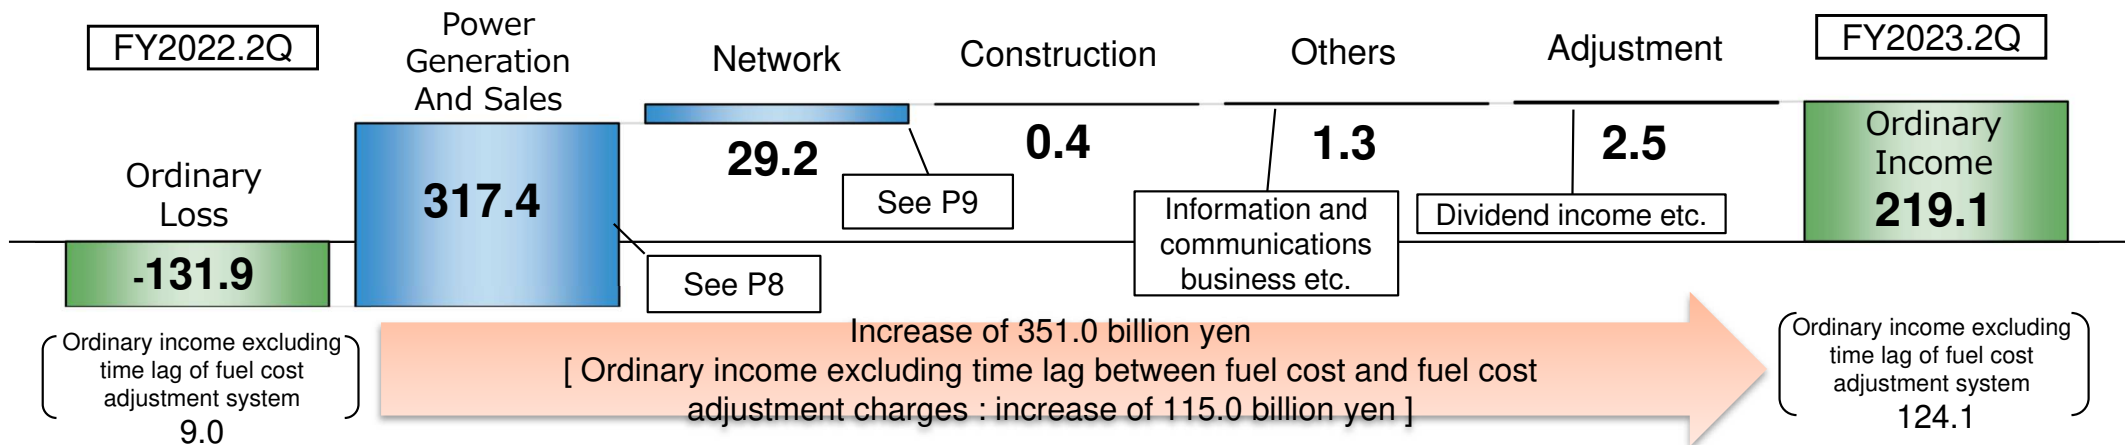 FY2022.2Q
Power
Generation
And Sales
Network
Construction
Others
Adjustment
FY2023.2Q
Ordinary
Loss
-131.9
317.4
29.2
0.4
1.3
2.5
Ordinary
Income
219.1
See P8
See P9
Information and
communications
business etc.
Dividend income etc.
Ordinary income excluding
time lag of fuel cost
adjustment system
9.0
Increase of 351.0 billion yen
[ Ordinary income excluding time lag between fuel cost and fuel cost
adjustment charges : increase of 115.0 billion yen ]
Ordinary income excluding
time lag of fuel cost
adjustment system
124.1